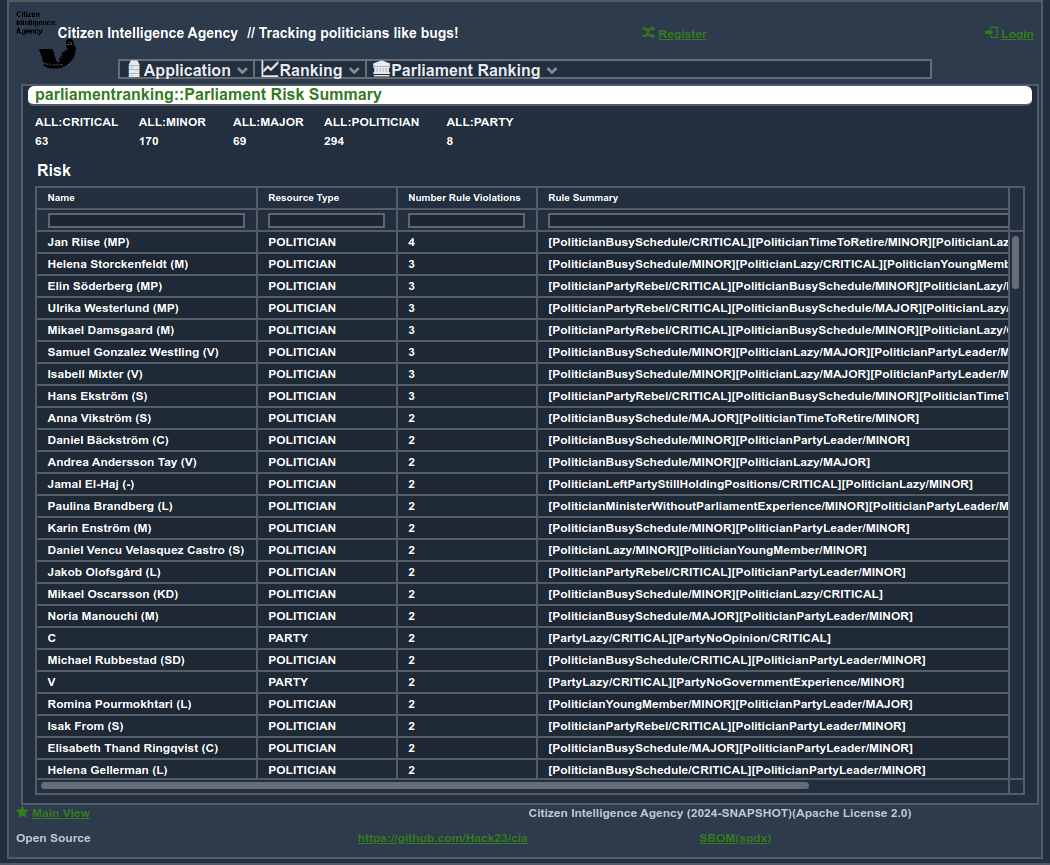 Citizen
Intelligence
Agency
Citizen Intelligence Agency // Tracking politicians like bugs!
Register
Login
Application Ranking Parliament Ranking
parliamentranking::Parliament Risk Summary
ALL:CRITICAL ALL:MINOR ALL:MAJOR ALL:POLITICIAN ALL:PARTY
63 170 69 294 8
Risk
Name Resource Type Number Rule Violations Rule Summary
Jan Riise (MP) POLITICIAN 4 [PoliticianBusySchedule/CRITICAL][PoliticianTimeToRetire/MINOR][PoliticianLaz
Helena Storckenfeldt (M) POLITICIAN 3 [PoliticianBusySchedule/MINOR][PoliticianLazy/CRITICAL][PoliticianYoungMemb
Elin Söderberg (MP) POLITICIAN 3 [PoliticianPartyRebel/CRITICAL][PoliticianBusySchedule/MINOR][PoliticianLazy/
Ulrika Westerlund (MP) POLITICIAN 3 [PoliticianPartyRebel/CRITICAL][PoliticianBusySchedule/MAJOR][PoliticianLazy/
Mikael Damsgaard (M) POLITICIAN 3 [PoliticianPartyRebel/CRITICAL][PoliticianBusySchedule/MINOR][PoliticianLazy/
Samuel Gonzalez Westling (V) POLITICIAN 3 [PoliticianBusySchedule/MINOR][PoliticianLazy/MAJOR][PoliticianPartyLeader/M
Isabell Mixter (V) POLITICIAN 3 [PoliticianBusySchedule/MINOR][PoliticianLazy/MAJOR][PoliticianPartyLeader/M
Hans Ekström (S) POLITICIAN 3 [PoliticianPartyRebel/CRITICAL][PoliticianBusySchedule/MINOR][PoliticianTimeT
Anna Vikström (S) POLITICIAN 2 [PoliticianBusySchedule/MAJOR][PoliticianTimeToRetire/MINOR]
Daniel Bäckström (C) POLITICIAN 2 [PoliticianBusySchedule/MINOR][PoliticianPartyLeader/MINOR]
Andrea Andersson Tay (V) POLITICIAN 2 [PoliticianBusySchedule/MINOR][PoliticianLazy/MAJOR]
Jamal El-Haj (-) POLITICIAN 2 [PoliticianLeftPartyStillHoldingPositions/CRITICAL][PoliticianLazy/MINOR]
Paulina Brandberg (L) POLITICIAN 2 [PoliticianMinisterWithoutParliamentExperience/MINOR][PoliticianPartyLeader/M
Karin Enström (M) POLITICIAN 2 [PoliticianBusySchedule/MINOR][PoliticianPartyLeader/MINOR]
Daniel Vencu Velasquez Castro (S) POLITICIAN 2 [PoliticianLazy/MINOR][PoliticianYoungMember/MINOR]
Jakob Olofsgård (L) POLITICIAN 2 [PoliticianPartyRebel/CRITICAL][PoliticianPartyLeader/MINOR]
Mikael Oscarsson (KD) POLITICIAN 2 [PoliticianBusySchedule/MINOR][PoliticianLazy/CRITICAL]
Noria Manouchi (M) POLITICIAN 2 [PoliticianBusySchedule/MAJOR][PoliticianPartyLeader/MINOR]
C PARTY 2 [PartyLazy/CRITICAL][PartyNoOpinion/CRITICAL]
Michael Rubbestad (SD) POLITICIAN 2 [PoliticianBusySchedule/CRITICAL][PoliticianPartyLeader/MINOR]
V PARTY 2 [PartyLazy/CRITICAL][PartyNoGovernmentExperience/MINOR]
Romina Pourmokhtari (L) POLITICIAN 2 [PoliticianYoungMember/MINOR][PoliticianPartyLeader/MAJOR]
Isak From (S) POLITICIAN 2 [PoliticianPartyRebel/CRITICAL][PoliticianPartyLeader/MINOR]
Elisabeth Thand Ringqvist (C) POLITICIAN 2 [PoliticianBusySchedule/MAJOR][PoliticianPartyLeader/MINOR]
Helena Gellerman (L) POLITICIAN 2 [PoliticianBusySchedule/CRITICAL][PoliticianPartyLeader/MINOR]
Main View Citizen Intelligence Agency (2024-SNAPSHOT)(Apache License 2.0)
Open Source https://github.com/Hack23/cia SBOM(spdx)